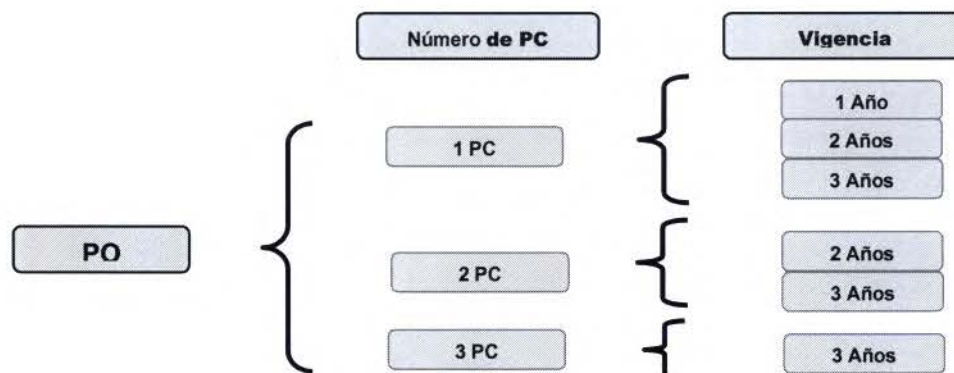 Número de PC
Vigencia
PO
1 PC
1 Año
2 Años
3 Años
2 PC
2 Años
3 Años
3 PC
3 Años